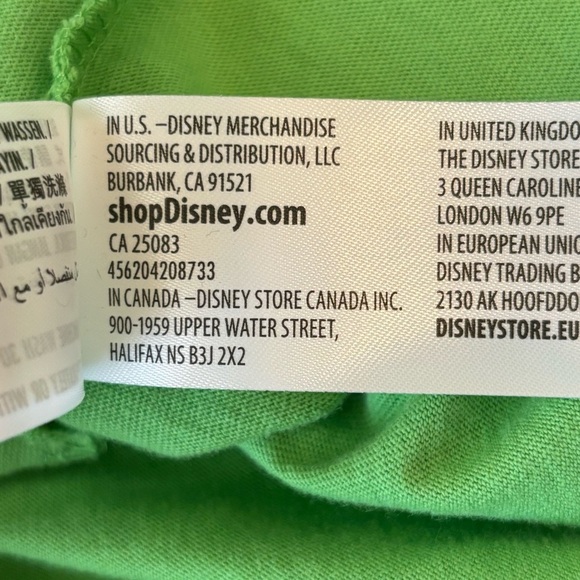 WASSEN. /
IN U.S. –DISNEY MERCHANDISE
SOURCING & DISTRIBUTION, LLC
BURBANK, CA 91521
shopDisney.com
CA 25083
456204208733
IN CANADA –DISNEY STORE CANADA INC.
900-1959 UPPER WATER STREET,
HALIFAX NS B3J 2X2
IN UNITED KINGDO
THE DISNEY STORE
3 QUEEN CAROLINE
LONDON W6 9PE
IN EUROPEAN UNIO
DISNEY TRADING B
2130 AK HOOFDDO
DISNEYSTORE.EU